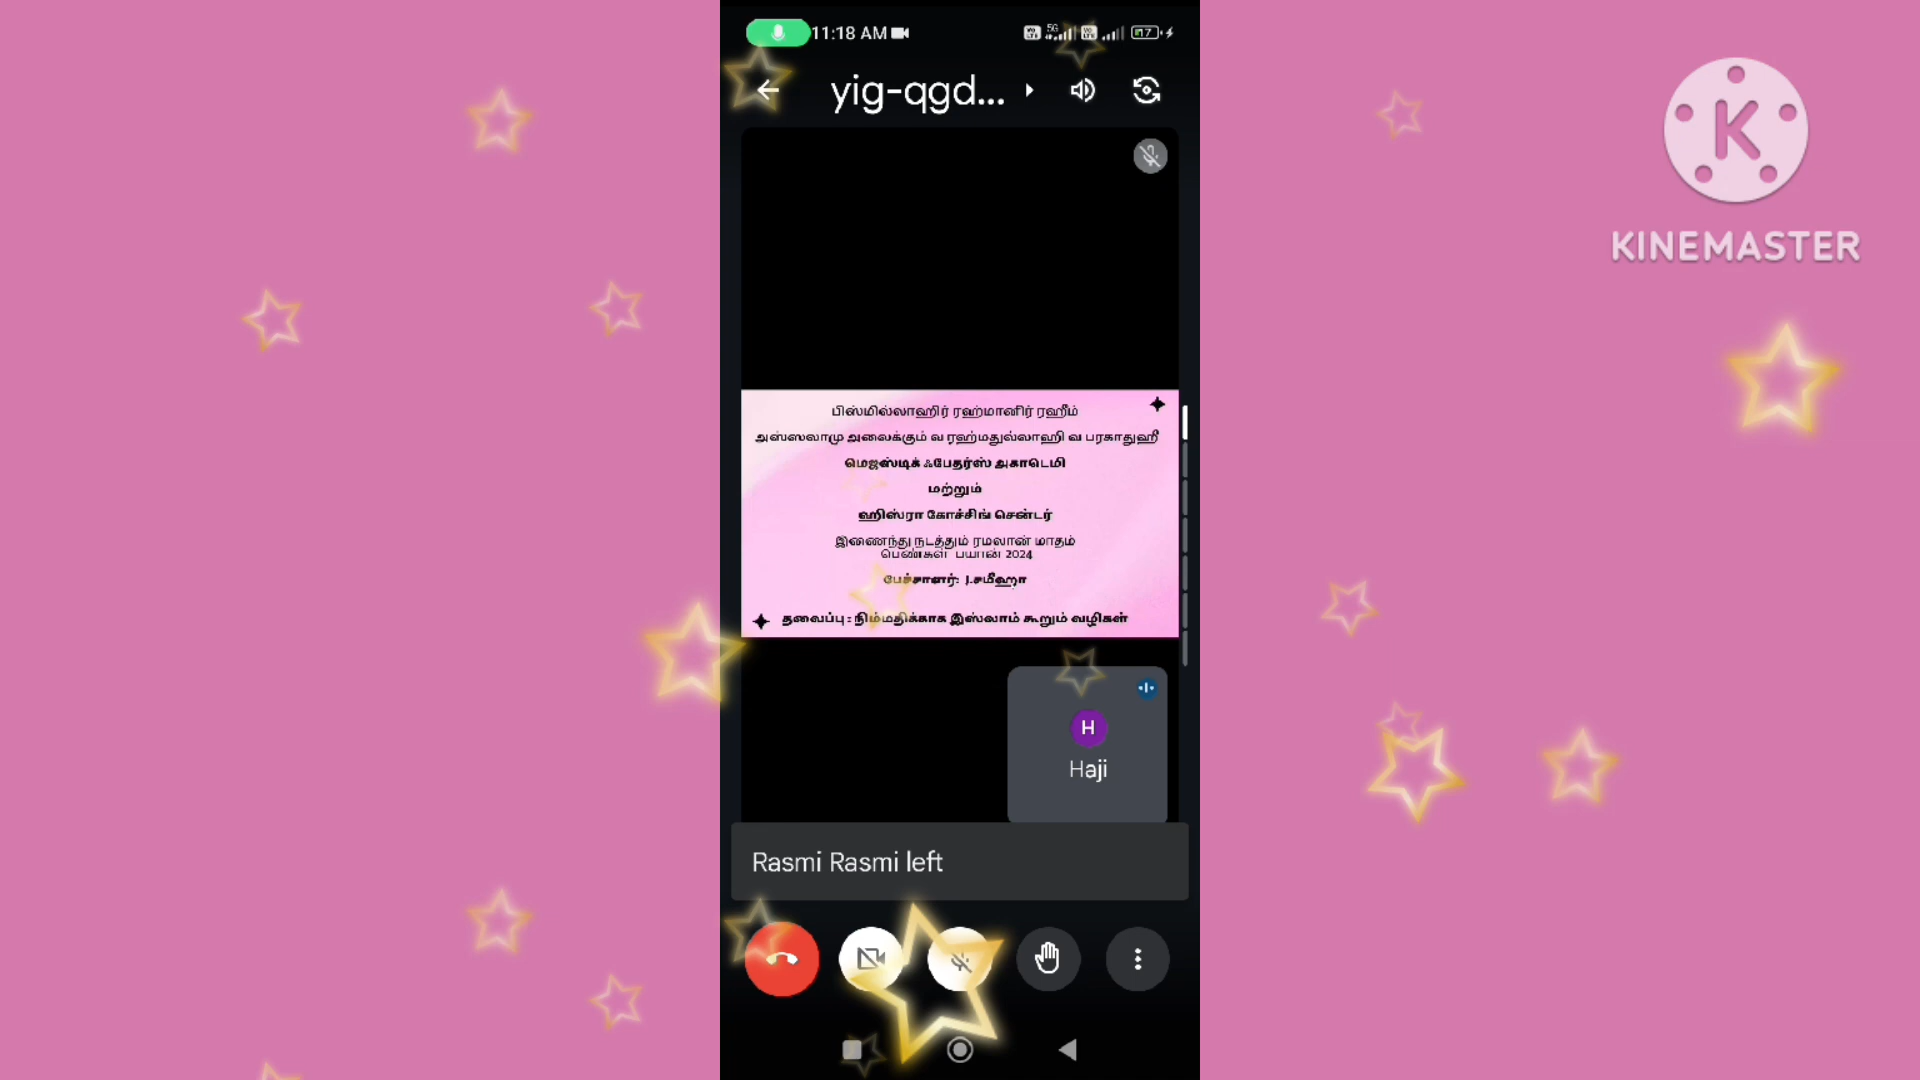 11:18 AM
5G
17
yig-qgd...
KINEMASTER
பிஸ்மில்லாஹிர் ரஹ்மானிர் ரஹீம்
அஸ்ஸலாமு அலைக்கும் வ ரஹ்மதுல்லாஹி வ பரகாதுஹீ
மெஜஸ்டிக் ஃபேதர்ஸ் அகாடெமி
மற்றும்
ஹிஸ்ரா கோச்சிங் சென்டர்
இணைந்து நடத்தும் ரமலான் மாதம்
பெண்கள் பயான் 2024
பேச்சாளர்: J.சமீஹா
தலைப்பு : நிம்மதிக்காக இஸ்லாம் கூறும் வழிகள்
H
Haji
Rasmi Rasmi left